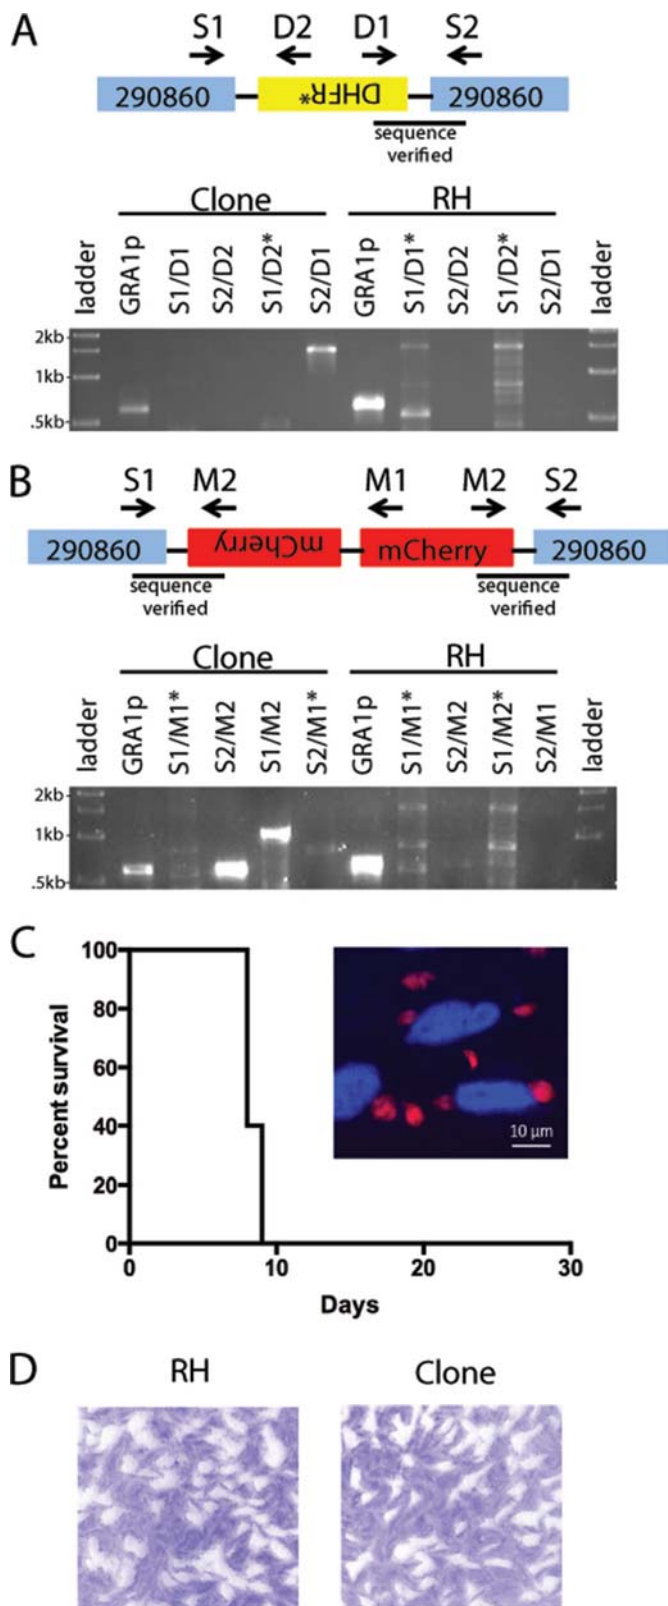 A
S1 D2 D1 S2
290860 DHFR* 290860
sequence
verified
Clone RH
ladder GRA1p S1/D1 S2/D2 S1/D2* S2/D1 GRA1p S1/D1* S2/D2 S1/D2* S2/D1 ladder
2kb
1kb
.5kb
B
S1 M2 M1 M2 S2
290860 mCherry mCherry 290860
sequence
verified
sequence
verified
Clone RH
ladder GRA1p S1/M1* S2/M2 S1/M2 S2/M1* GRA1p S1/M1* S2/M2 S1/M2* S2/M1 ladder
2kb
1kb
.5kb
C
Percent survival
100
80
60
40
20
0
10 µm
0 10 20 30
Days
D
RH Clone